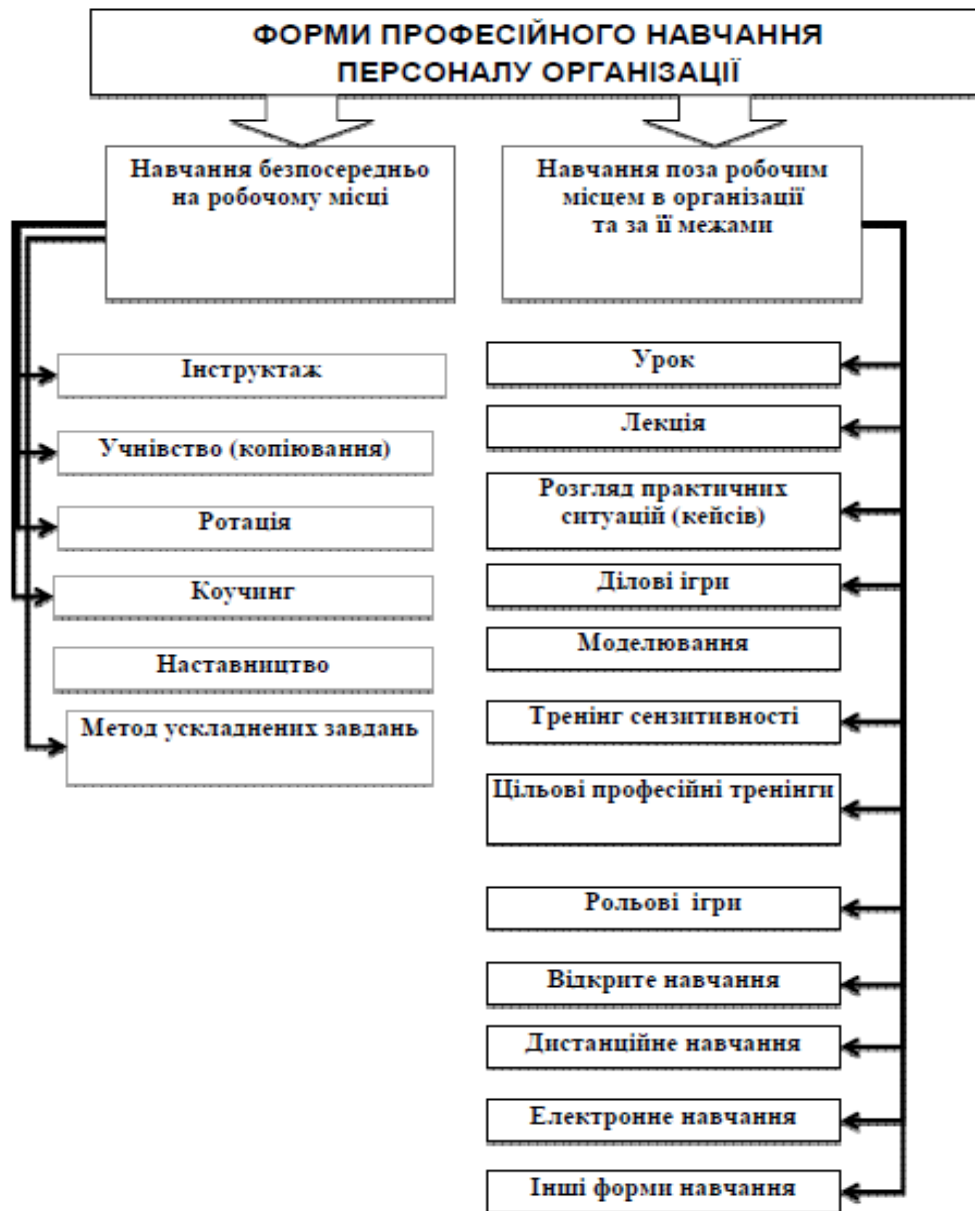 ФОРМИ ПРОФЕСІЙНОГО НАВЧАННЯ
ПЕРСОНАЛУ ОРГАНІЗАЦІЇ
Навчання безпосередньо
на робочому місці
Навчання поза робочим
місцем в організації
та за її межами
Інструктаж
Учнівство (копіювання)
Ротація
Коучинг
Наставництво
Метод ускладнених завдань
Урок
Лекція
Розгляд практичних
ситуацій (кейсів)
Ділові ігри
Моделювання
Тренінг сензитивності
Цільові професійні тренінги
Рольові ігри
Відкрите навчання
Дистанційне навчання
Електронне навчання
Інші форми навчання